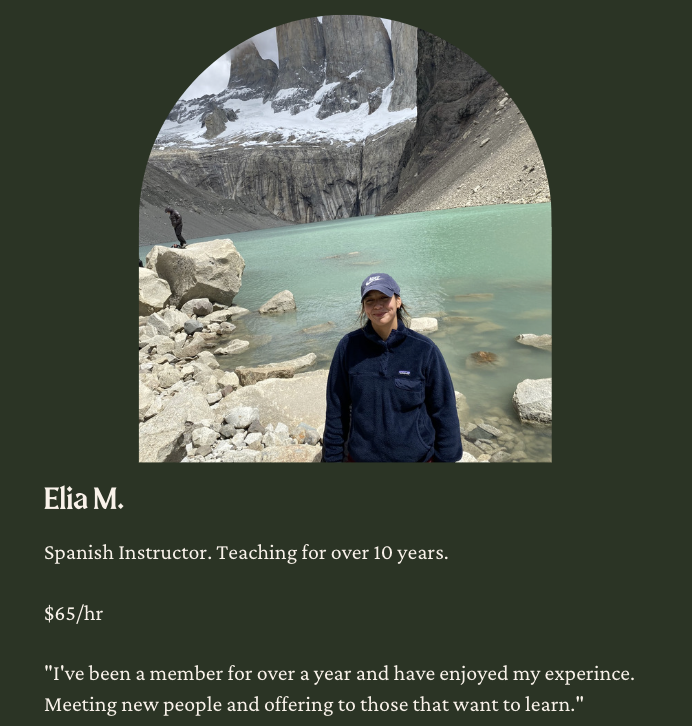 Elia M.
Spanish Instructor. Teaching for over 10 years.
$65/hr
"I've been a member for over a year and have enjoyed my experince.
Meeting new people and offering to those that want to learn."